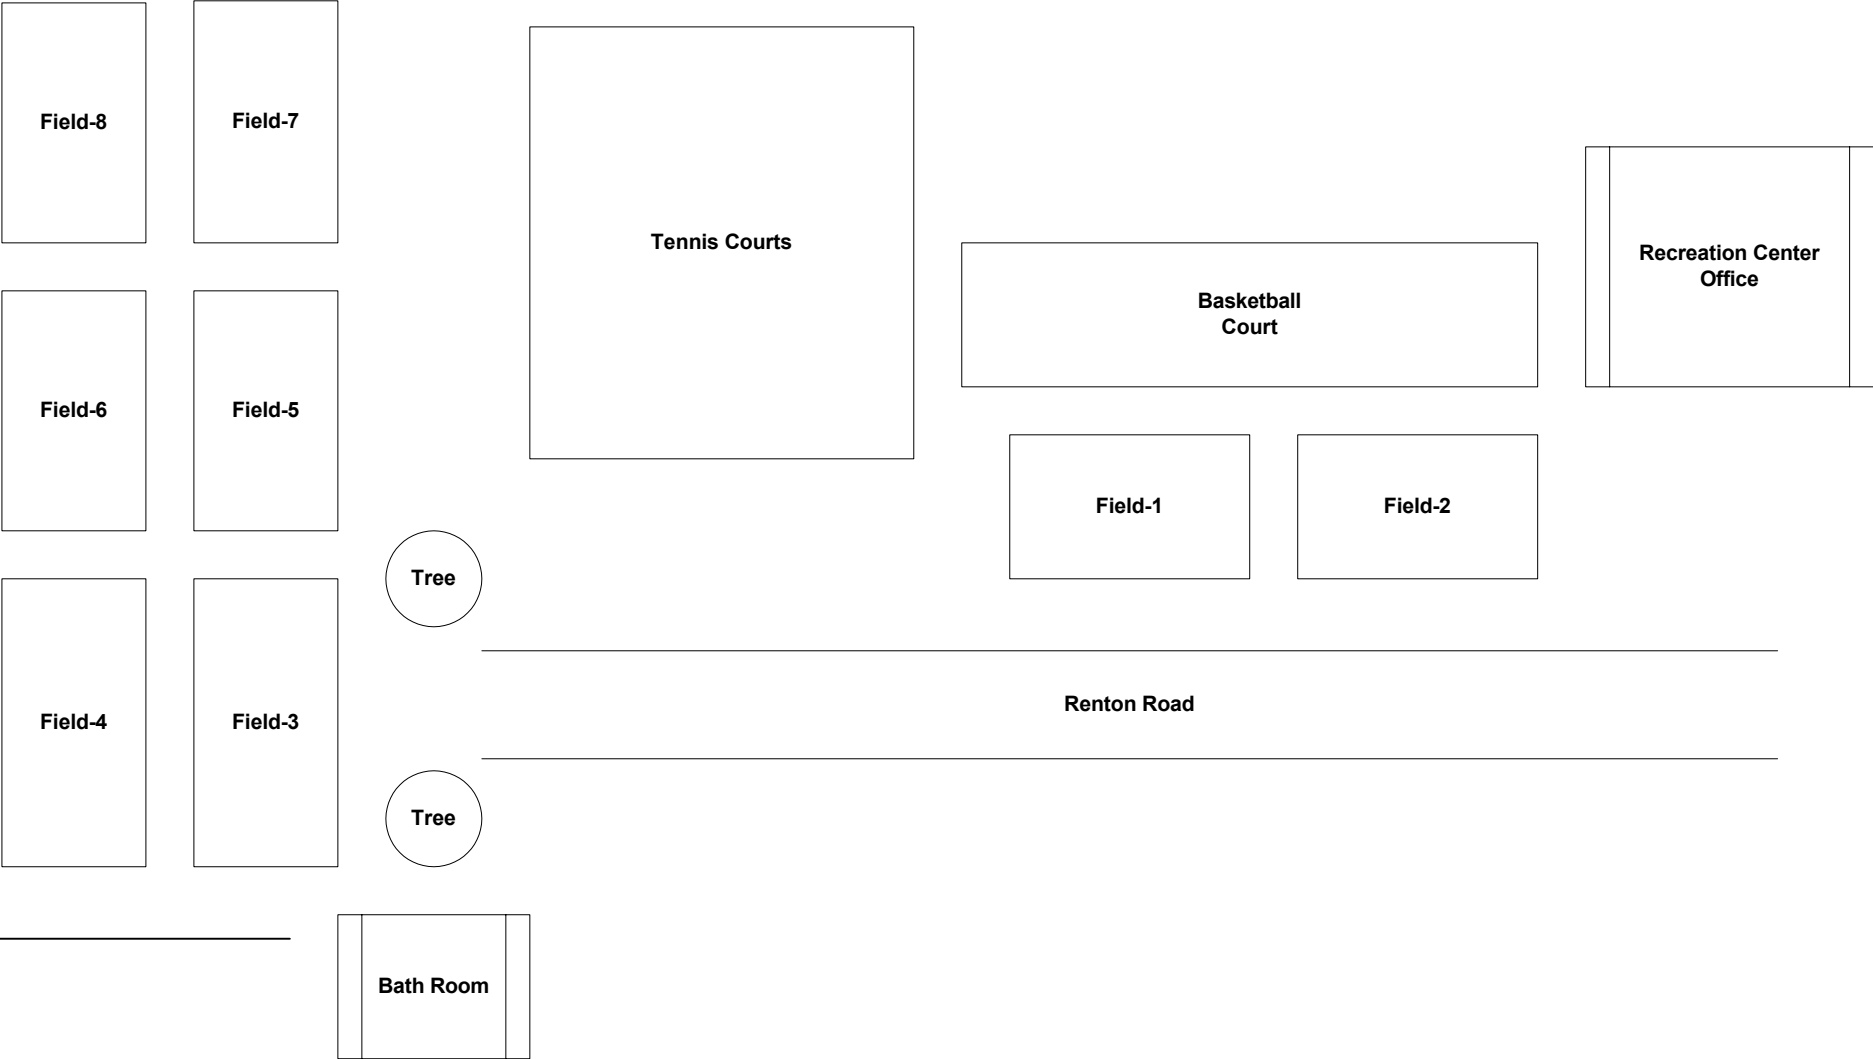 Field-8
Field-7
Tennis Courts
Recreation Center
Office
Basketball
Court
Field-6
Field-5
Field-1
Field-2
Tree
Renton Road
Field-4
Field-3
Tree
Bath Room